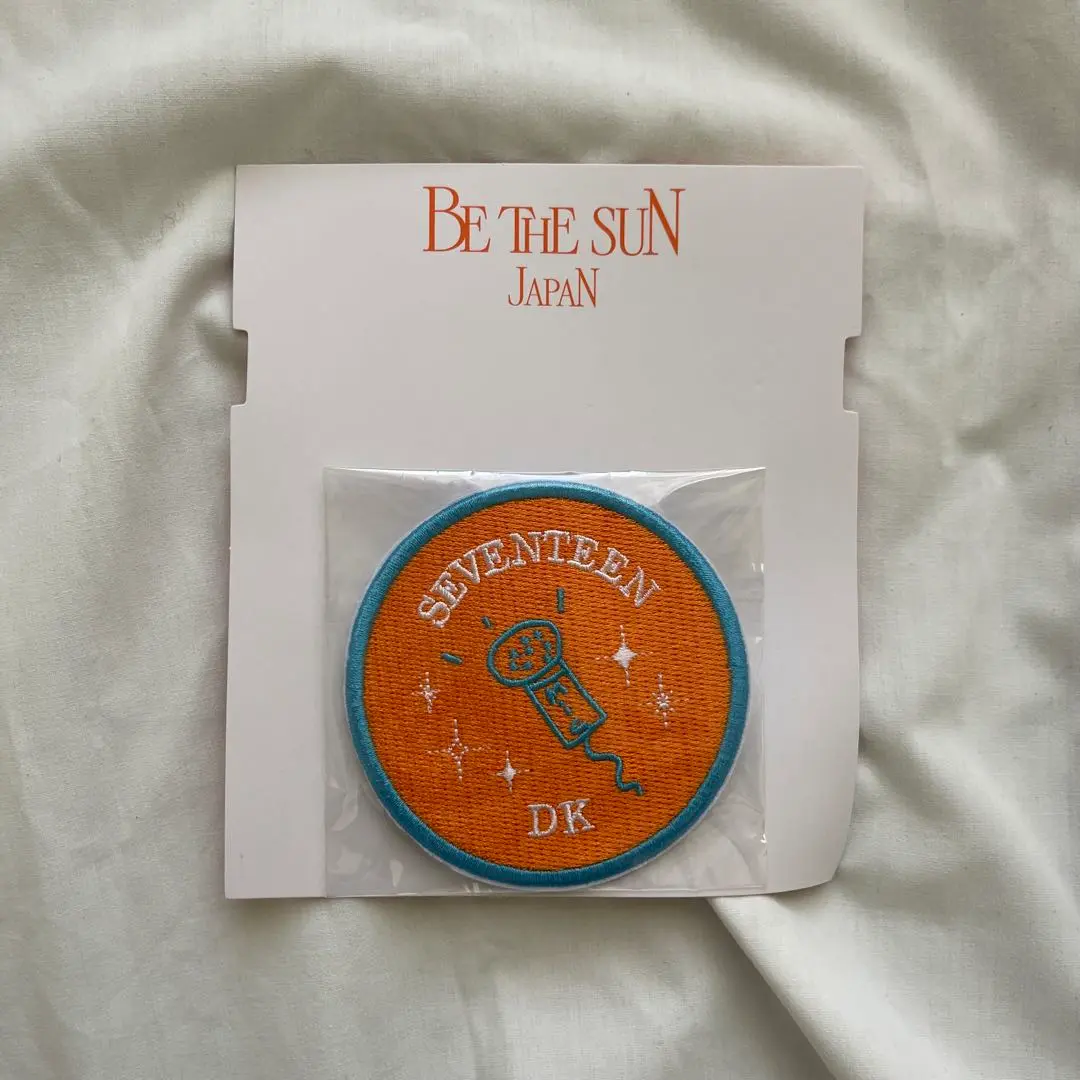 BE THE SUN
JAPAN
SEVENTEEN
DK